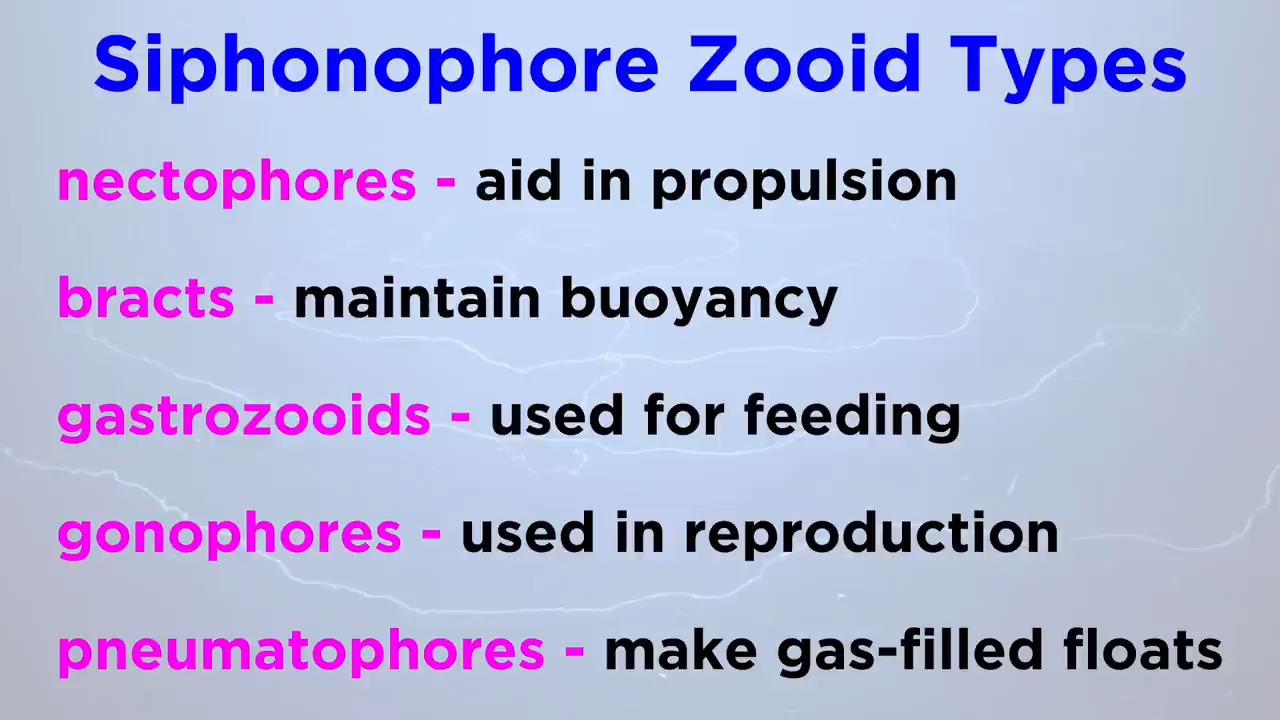 Siphonophore Zooid Types
nectophores - aid in propulsion
bracts - maintain buoyancy
gastrozooids - used for feeding
gonophores - used in reproduction
pneumatophores - make gas-filled floats